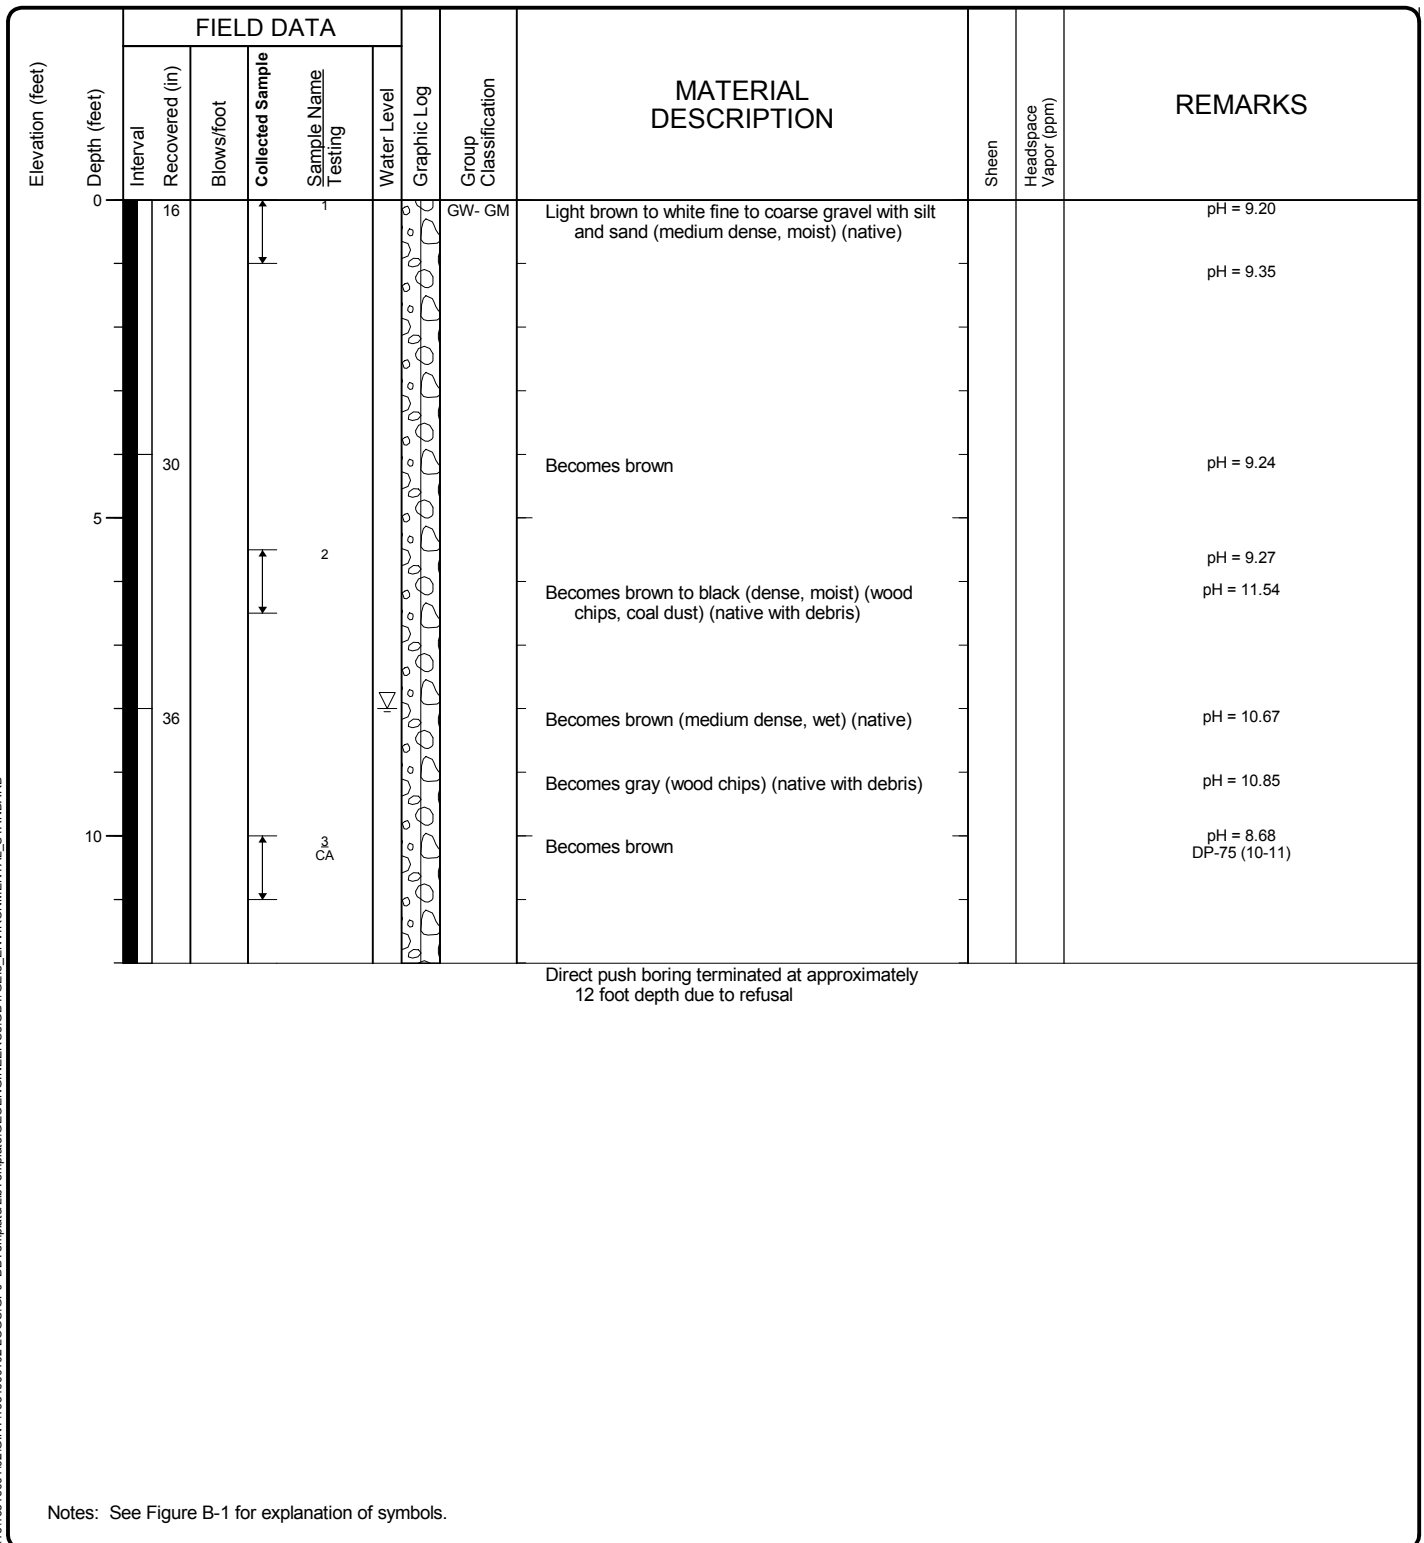 FIELD DATA
Elevation (feet)
Depth (feet)
Interval
Recovered (in)
Blows/foot
Collected Sample
Sample Name
Testing
Water Level
Graphic Log
Group
Classification
MATERIAL
DESCRIPTION
Sheen
Headspace
Vapor (ppm)
REMARKS
0
16
1
GW- GM
Light brown to white fine to coarse gravel with silt
and sand (medium dense, moist) (native)
pH = 9.20
pH = 9.35
30
Becomes brown
pH = 9.24
5
2
pH = 9.27
Becomes brown to black (dense, moist) (wood
chips, coal dust) (native with debris)
pH = 11.54
36
Becomes brown (medium dense, wet) (native)
pH = 10.67
Becomes gray (wood chips) (native with debris)
pH = 10.85
10
3
CA
Becomes brown
pH = 8.68
DP-75 (10-11)
Direct push boring terminated at approximately
12 foot depth due to refusal
Notes: See Figure B-1 for explanation of symbols.